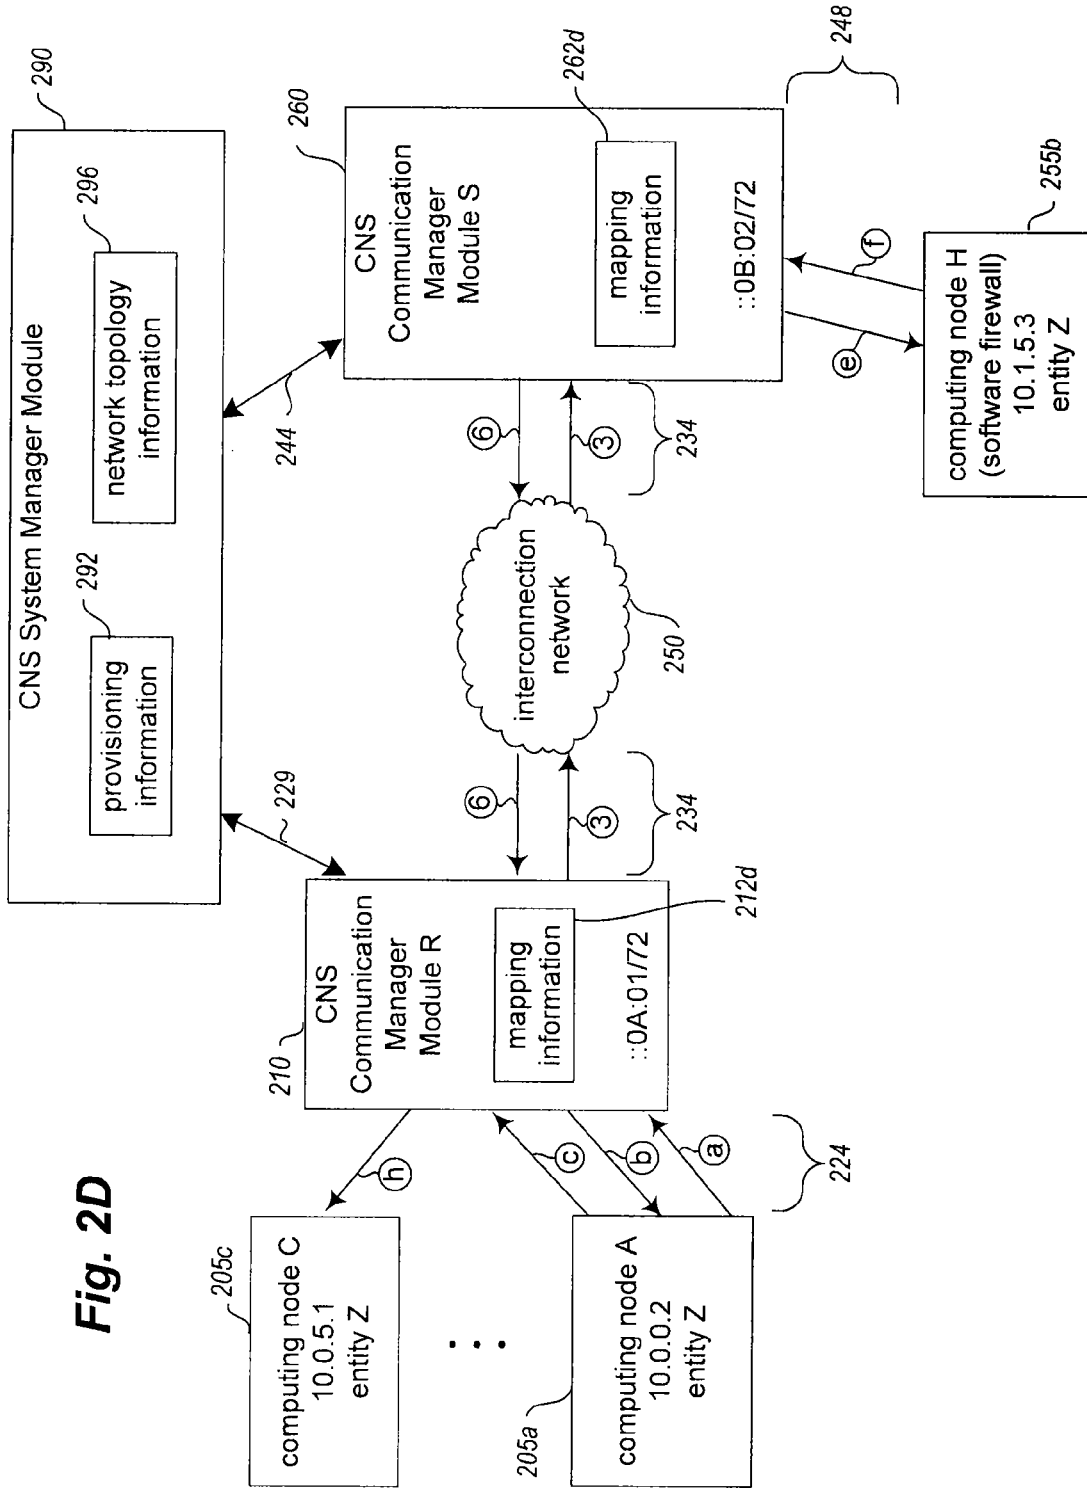 Fig. 2D
CNS System Manager Module
290
provisioning
information
292
network topology
information
296
229
244
210
CNS
Communication
Manager
Module R
mapping
information
212d
::0A:01/72
6
3
234
interconnection
network
250
6
3
234
260
CNS
Communication
Manager
Module S
mapping
information
262d
::0B:02/72
205c
computing node C
10.0.5.1
entity Z
h
c
b
a
224
205a
computing node A
10.0.0.2
entity Z
e
f
248
255b
computing node H
(software firewall)
10.1.5.3
entity Z